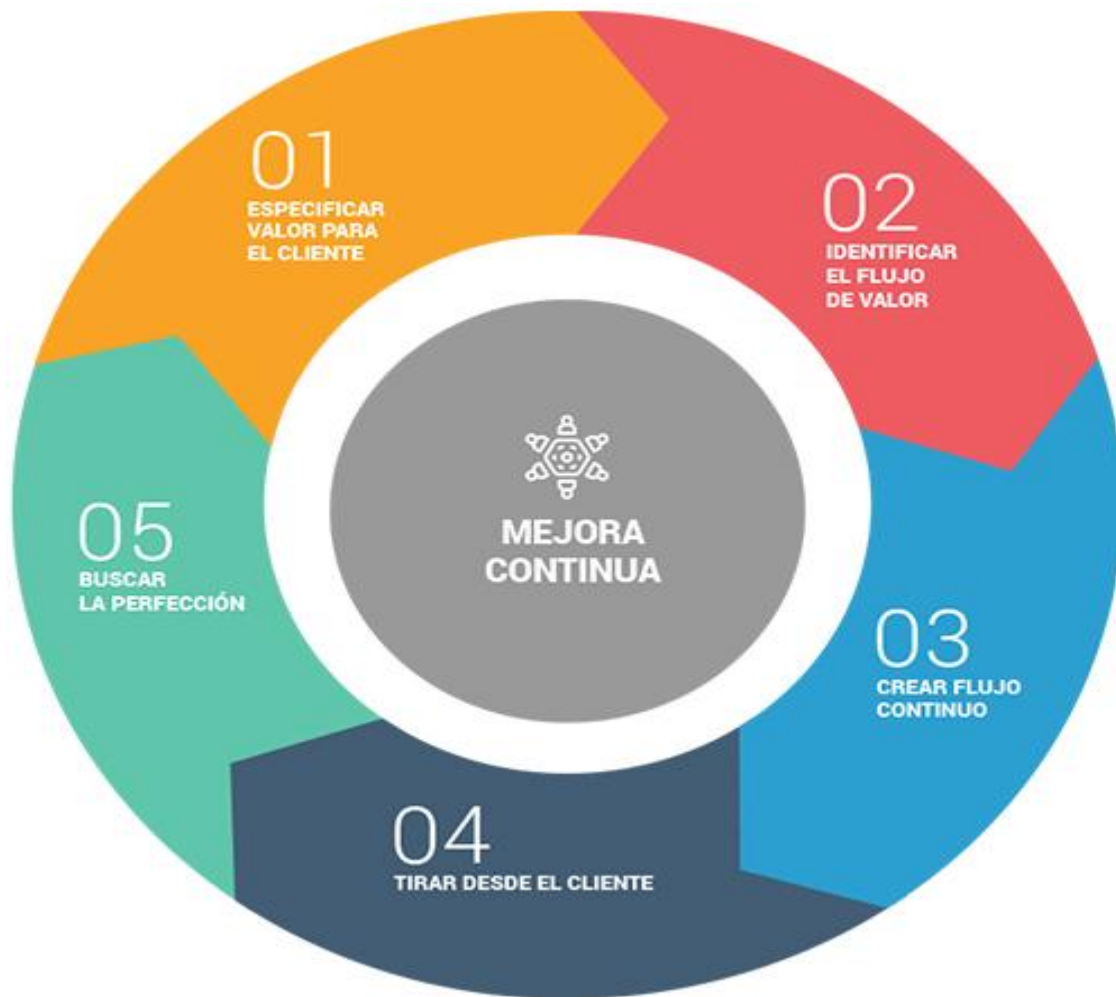 01
ESPECIFICAR
VALOR PARA
EL CLIENTE
02
IDENTIFICAR
EL FLUJO
DE VALOR
03
CREAR FLUJO
CONTINUO
04
TIRAR DESDE EL CLIENTE
05
BUSCAR
LA PERFECCIÓN
MEJORA
CONTINUA